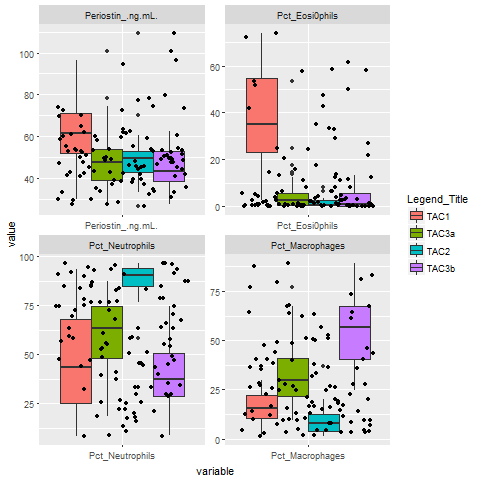 Periostin_.ng.mL.
Pct_Eosi0phils
100
80
60
40
60
40
20
0
value
Periostin_.ng.mL.
Pct_Eosi0phils
Pct_Neutrophils
Pct_Macrophages
100
75
50
25
75
50
25
0
Pct_Neutrophils
Pct_Macrophages
variable
Legend_Title
TAC1
TAC3a
TAC2
TAC3b